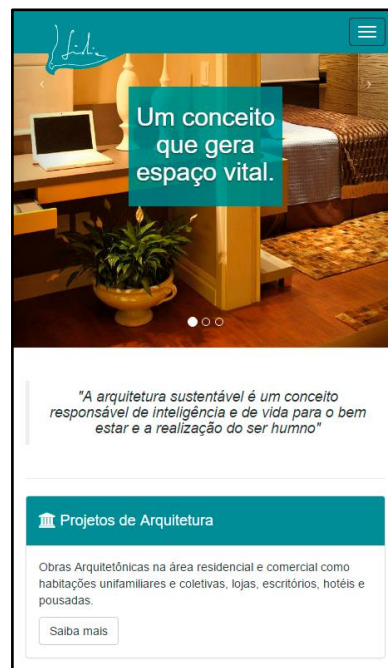 Lidia
Um conceito
que gera
espaço vital.
"A arquitetura sustentável é um conceito
responsável de inteligência e de vida para o bem
estar e a realização do ser humno"
Projetos de Arquitetura
Obras Arquitetônicas na área residencial e comercial como
habitações unifamiliares e coletivas, lojas, escritórios, hotéis e
pousadas.
Saiba mais